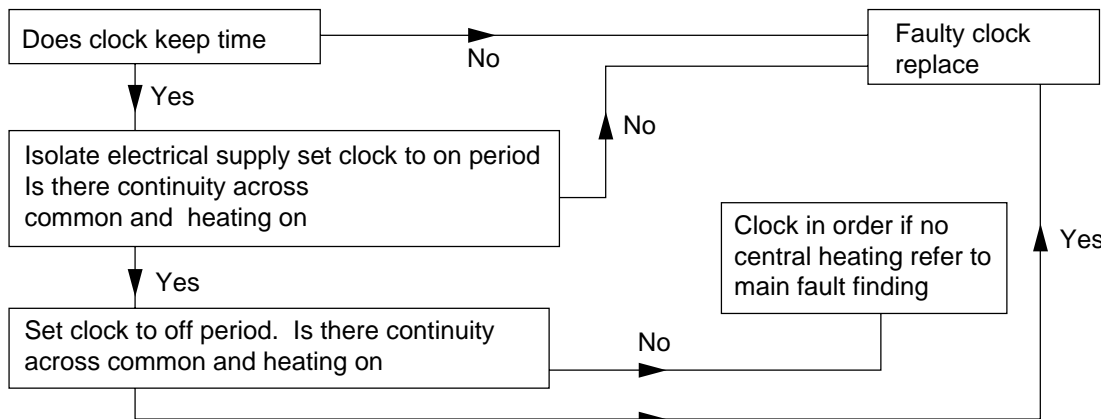 Does clock keep time
No
Faulty clock
replace
Yes
No
Isolate electrical supply set clock to on period
Is there continuity across
common and heating on
Clock in order if no
central heating refer to
main fault finding
Yes
Yes
Set clock to off period. Is there continuity
across common and heating on
No